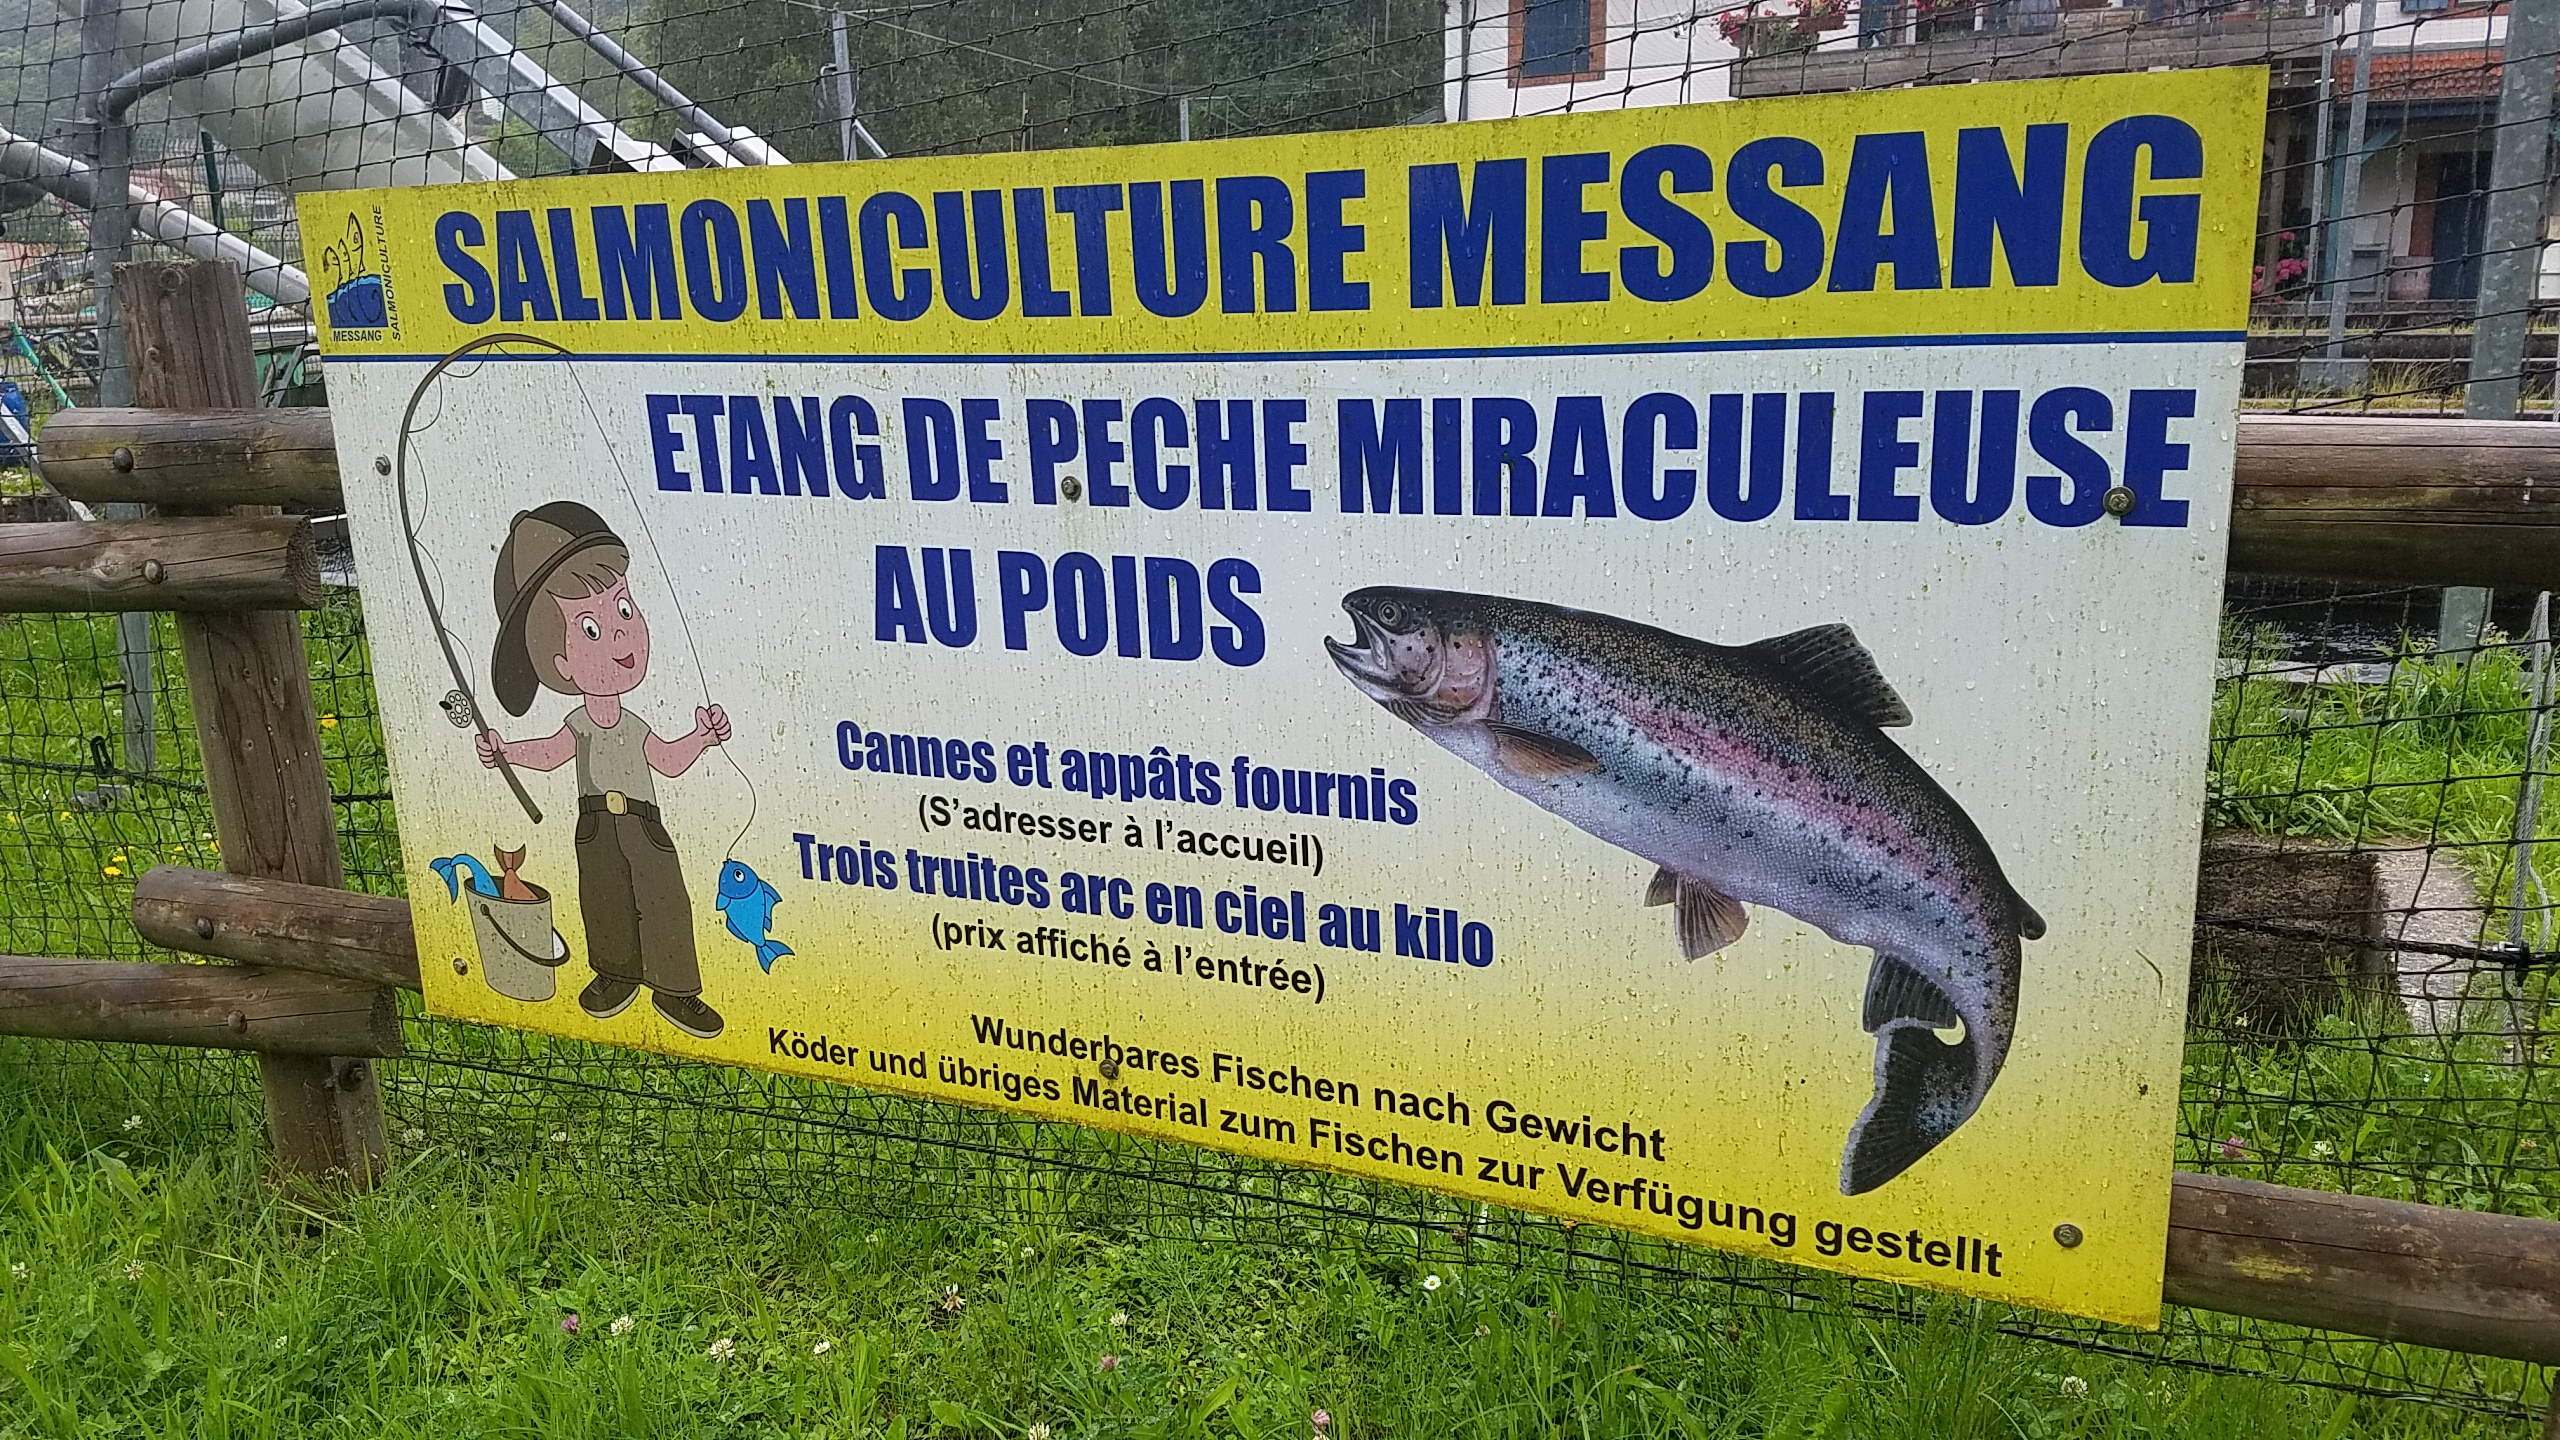 SALMONICULTURE MESSANG
MESSANG
SALMONICULTURE
ETANG DE PECHE MIRACULEUSE
AU POIDS
Cannes et appâts fournis
(S'adresser à l'accueil)
Trois truites arc en ciel au kilo
(prix affiché à l'entrée)
Wunderbares Fischen nach Gewicht
Köder und übriges Material zum Fischen zur Verfügung gestellt